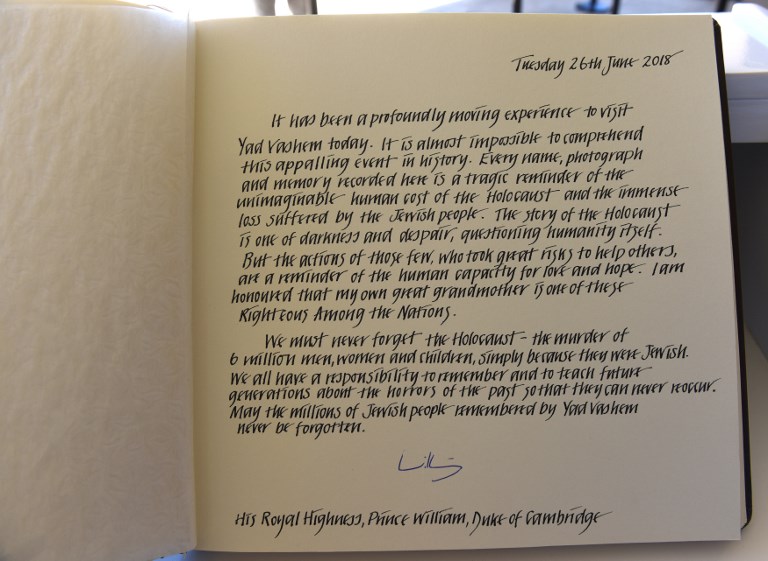 Tuesday 26th June 2018
It has been a profoundly moving experience to visit
Yad Vashem today. It is almost impossible to comprehend
this appalling event in history. Every name, photograph
and memory recorded here is a tragic reminder of the
unimaginable human cost of the Holocaust and the immense
loss suffered by the Jewish people. The story of the Holocaust
is one of darkness and despair, questioning humanity itself.
But the actions of those few, who took great risks to help others,
are a reminder of the human capacity for love and hope. I am
honoured that my own great grandmother is one of these
Righteous Among the Nations.
We must never forget the Holocaust - the murder of
6 million men, women and children, simply because they were Jewish.
We all have a responsibility to remember and to teach future
generations about the horrors of the past so that they can never reoccur.
May the millions of Jewish people remembered by Yad Vashem
never be forgotten.
William
His Royal Highness, Prince William, Duke of Cambridge